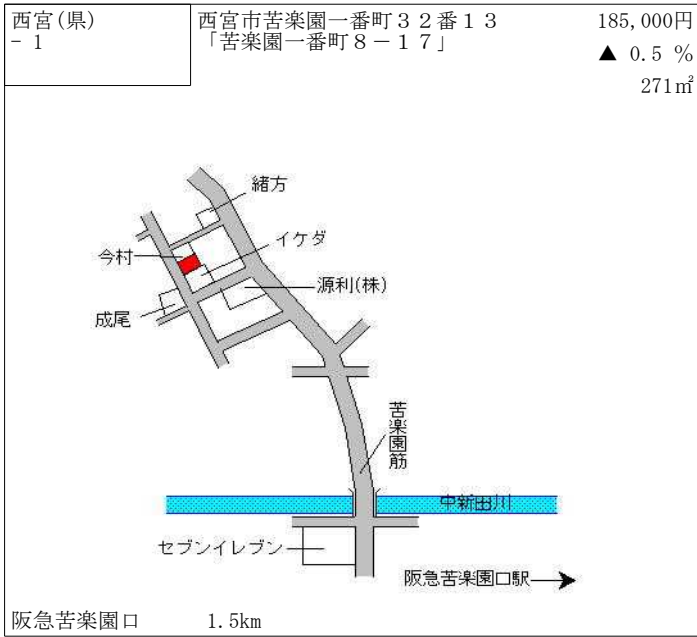 西宮(県)
- 1
西宮市苦楽園一番町３２番１３
「苦楽園一番町８－１７」
185,000円
▲ 0.5 %
271㎡
緒方
イケダ
今村
源利(株)
成尾
苦楽園筋
中新田川
セブンイレブン
阪急苦楽園口駅
阪急苦楽園口 1.5km